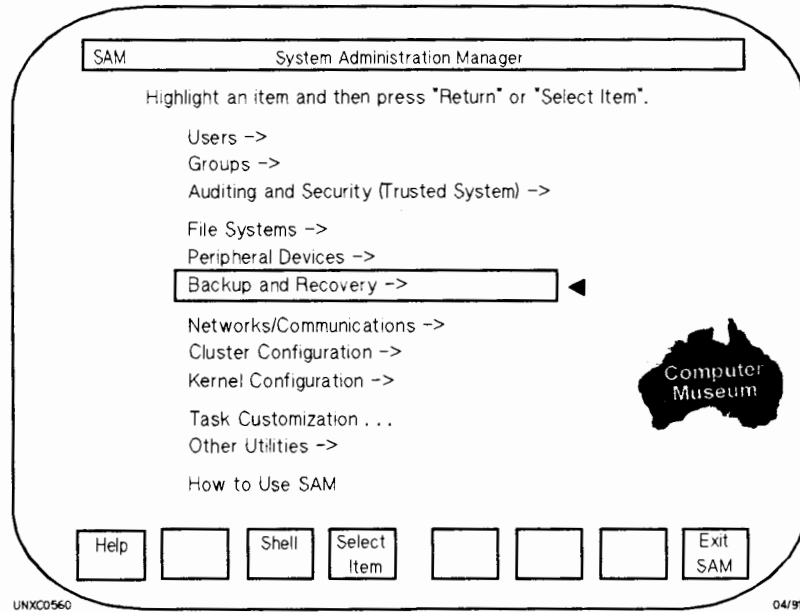 SAM System Administration Manager
Highlight an item and then press "Return" or "Select Item".
Users ->
Groups ->
Auditing and Security (Trusted System) ->
File Systems ->
Peripheral Devices ->
Backup and Recovery ->
Networks/Communications ->
Cluster Configuration ->
Kernel Configuration ->
Computer
Museum
Task Customization . . .
Other Utilities ->
How to Use SAM
Help Shell Select Item Exit SAM
UNXC0560